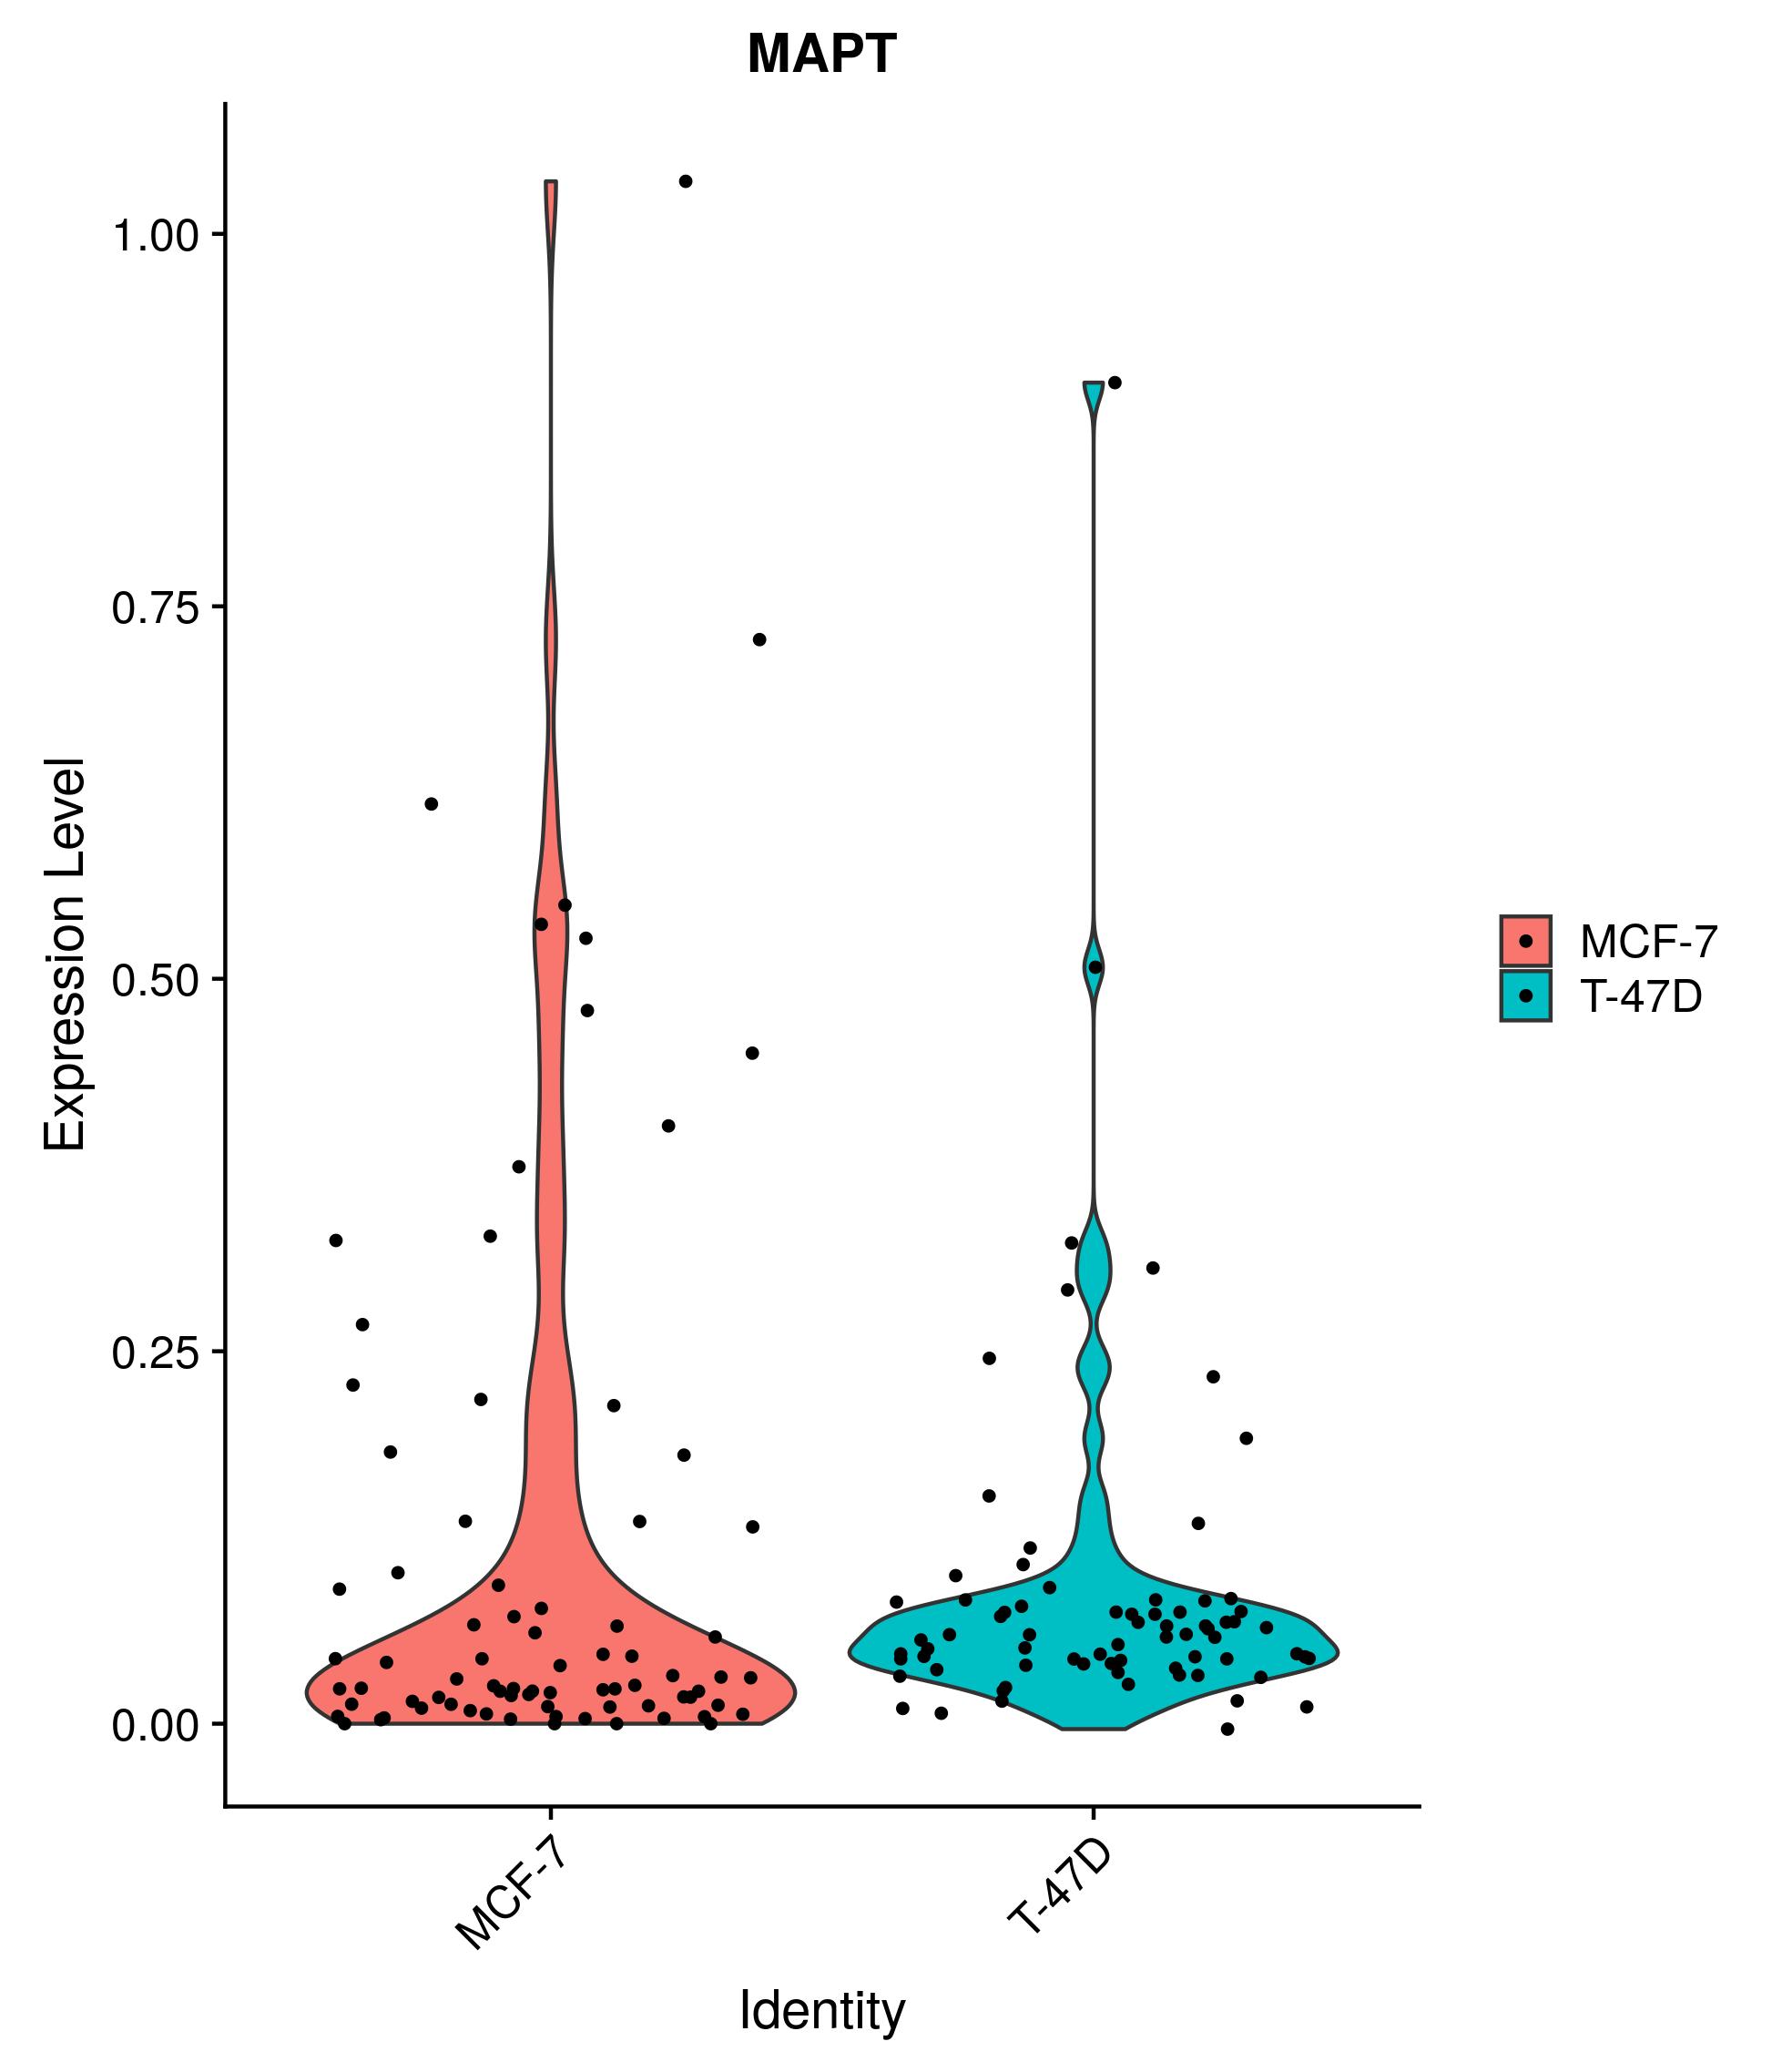 MAPT
Expression Level
1.00
0.75
0.50
0.25
0.00
MCF-7
T-47D
Identity
MCF-7
T-47D